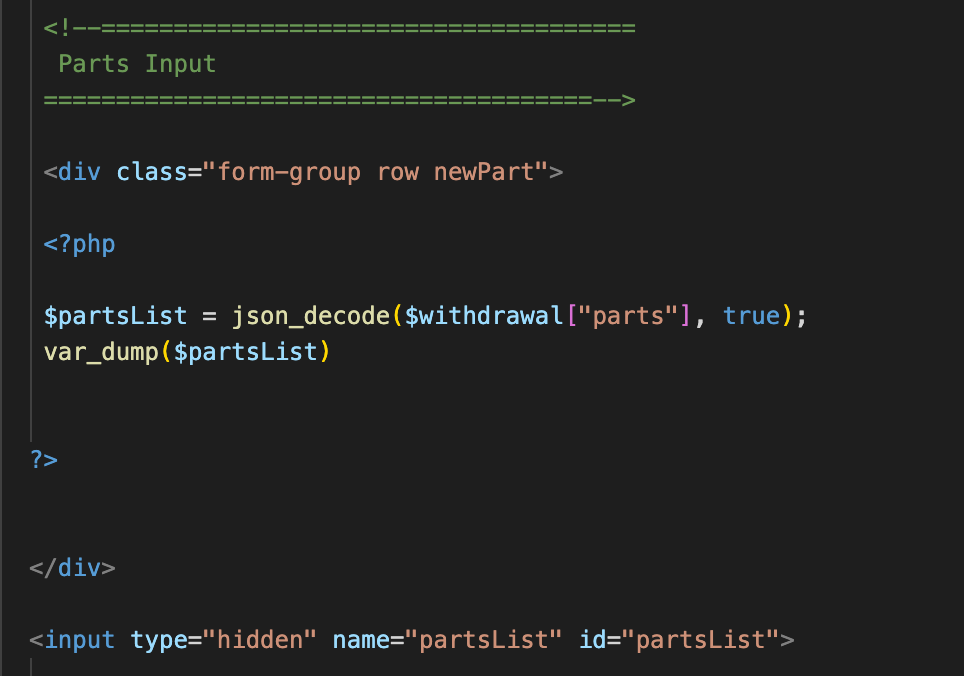 <!--=====================================
Parts Input
======================================-->
<div class="form-group row newPart">
<?php
$partsList = json_decode($withdrawal["parts"], true);
var_dump($partsList)
?>
</div>
<input type="hidden" name="partsList" id="partsList">